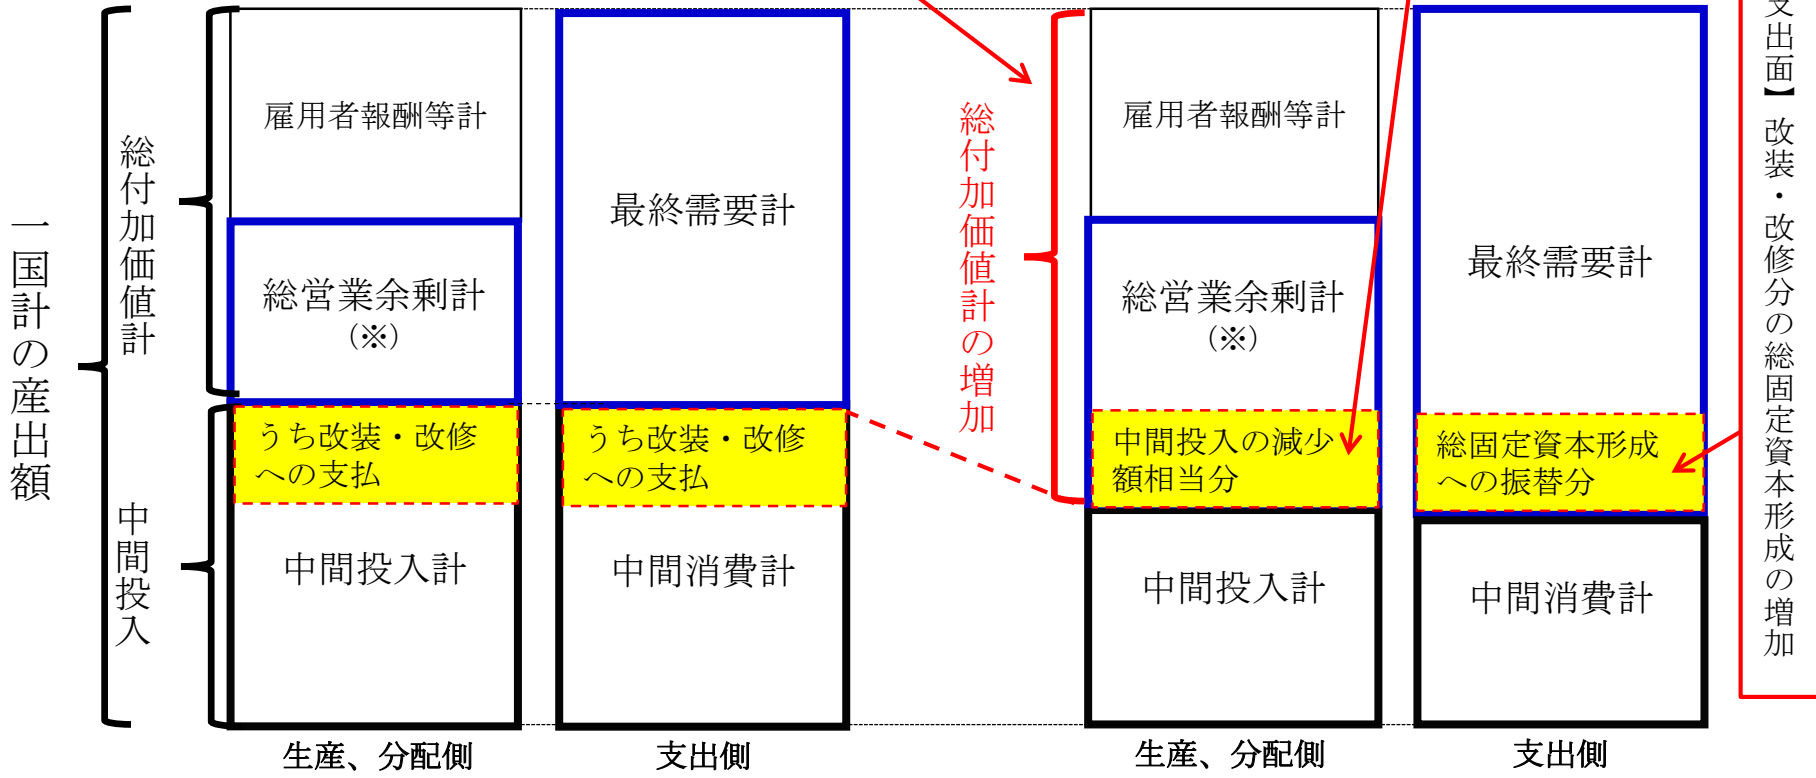 一国計の産出額
総付加価値計
中間投入
雇用者報酬等計
総営業余剰計
(※)
うち改装・改修
への支払
中間投入計
生産、分配側
最終需要計
うち改装・改修
への支払
中間消費計
支出側
総付加価値計の増加
雇用者報酬等計
総営業余剰計
(※)
中間投入の減少
額相当分
中間投入計
生産、分配側
最終需要計
総固定資本形成
への振替分
中間消費計
支出側
支出面】改装・改修分の総固定資本形成の増加